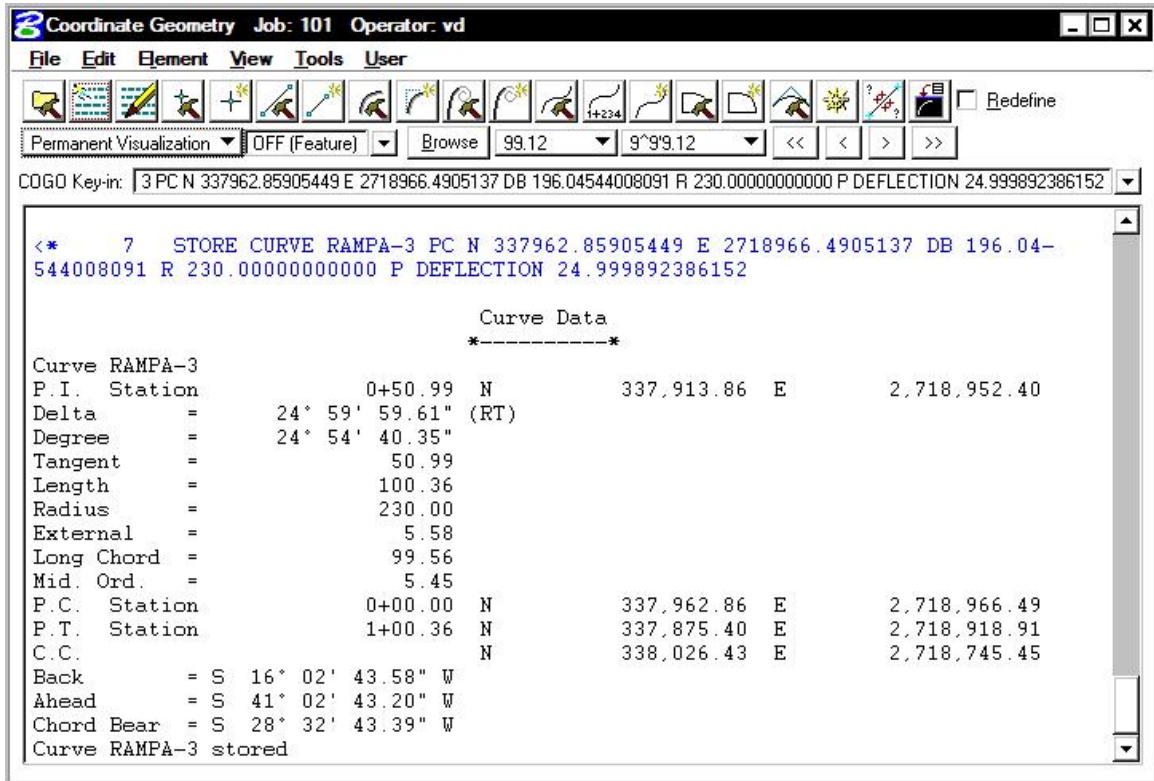 Coordinate Geometry Job: 101 Operator: vd
File Edit Element View Tools User
1+234 Redefine
Permanent Visualization OFF (Feature) Browse 99.12 9^9'9.12 << < > >>
COGO Key-in: 3 PC N 337962.85905449 E 2718966.4905137 DB 196.04544008091 R 230.00000000000 P DEFLECTION 24.999892386152
<* 7 STORE CURVE RAMPA-3 PC N 337962.85905449 E 2718966.4905137 DB 196.04-
544008091 R 230.00000000000 P DEFLECTION 24.999892386152
Curve Data
*----------*
Curve RAMPA-3
P.I. Station 0+50.99 N 337,913.86 E 2,718,952.40
Delta = 24° 59' 59.61" (RT)
Degree = 24° 54' 40.35"
Tangent = 50.99
Length = 100.36
Radius = 230.00
External = 5.58
Long Chord = 99.56
Mid. Ord. = 5.45
P.C. Station 0+00.00 N 337,962.86 E 2,718,966.49
P.T. Station 1+00.36 N 337,875.40 E 2,718,918.91
C.C. N 338,026.43 E 2,718,745.45
Back = S 16° 02' 43.58" W
Ahead = S 41° 02' 43.20" W
Chord Bear = S 28° 32' 43.39" W
Curve RAMPA-3 stored